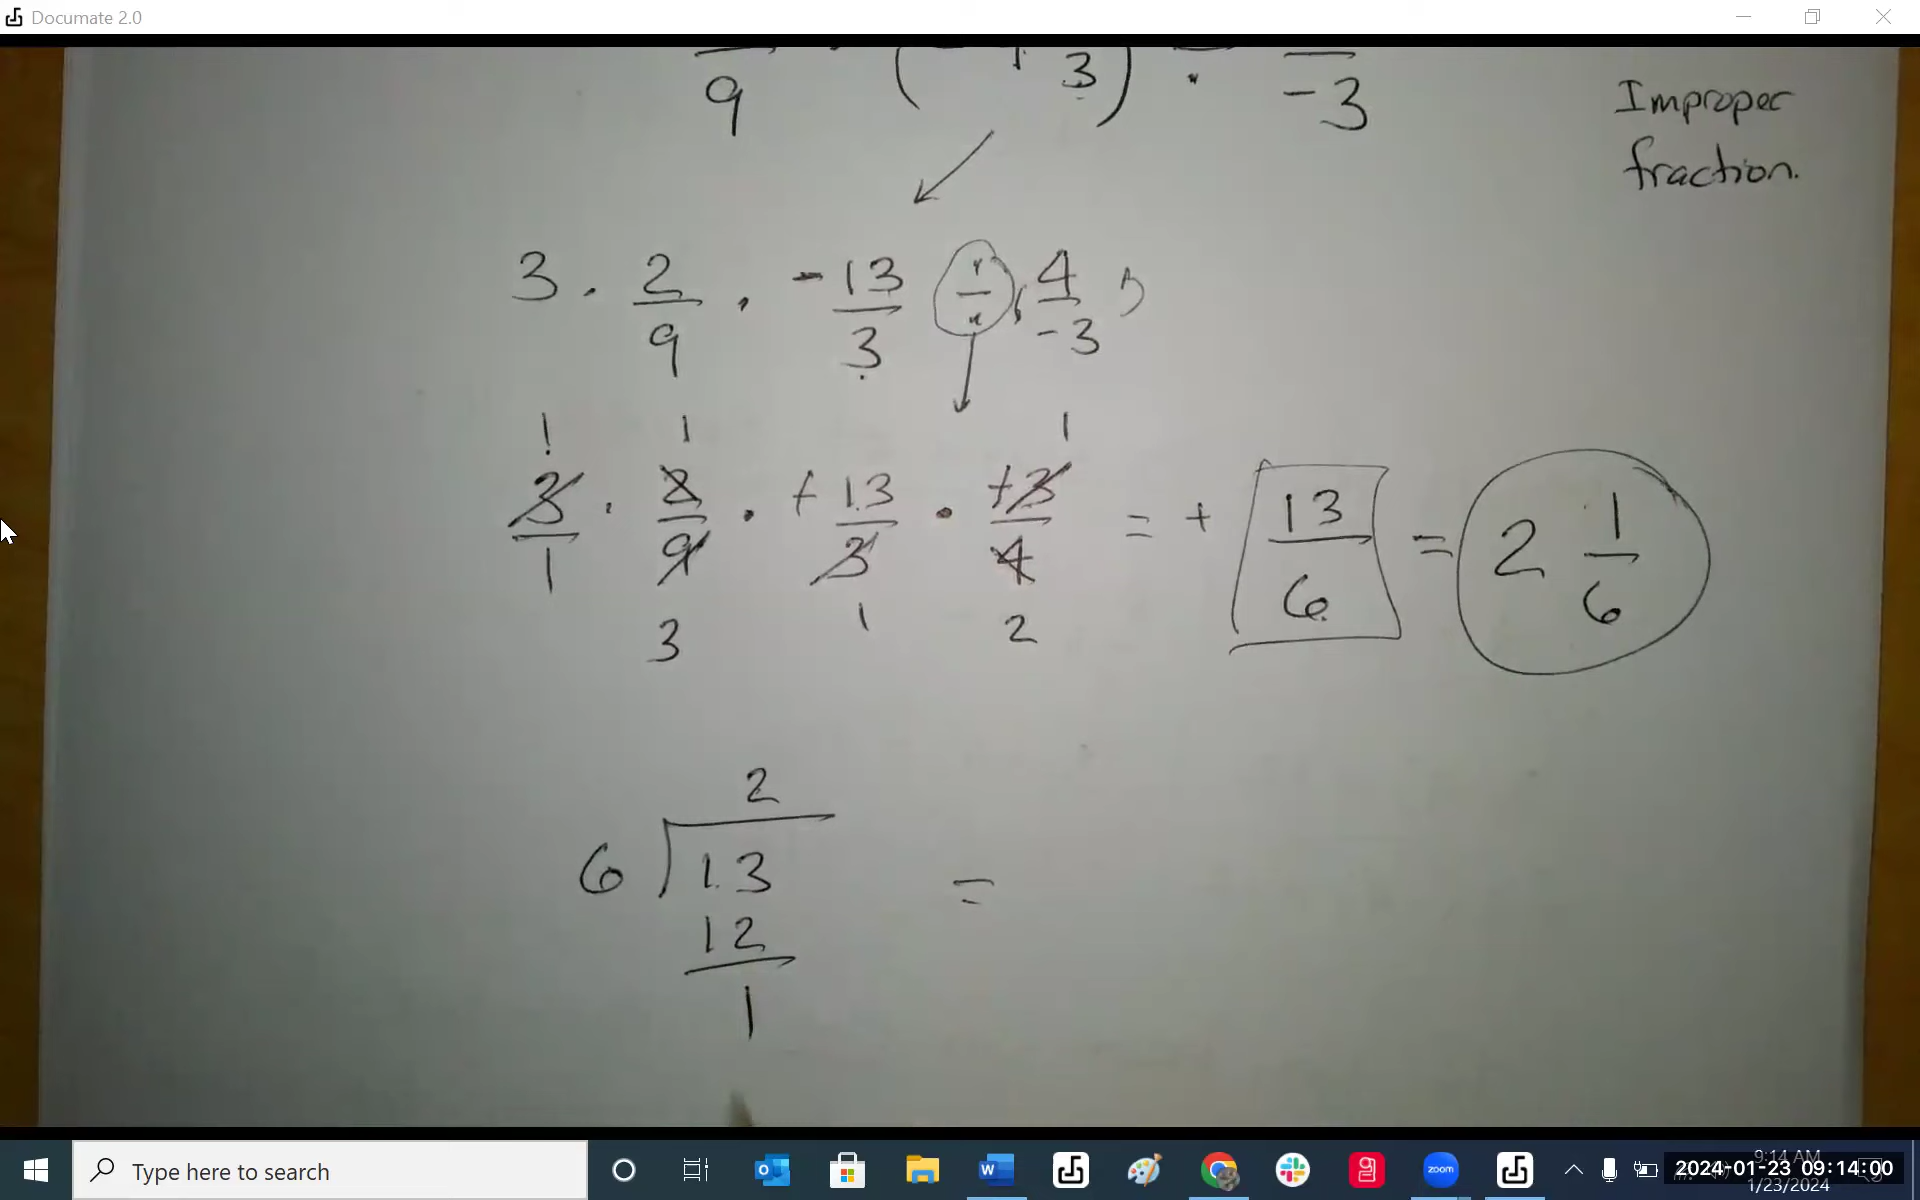 Documate 2.0
9 · ( 3 ) ÷ -3
Improper
fraction.
3 · 2/9 · -13/3 ÷ ( 4/-3 )
1 1 1
3/1 · 2/9 · +13/3 · +3/4 = + 13/6 = 2 1/6
3 1 2
2
6 13 =
12
1
Type here to search
zoom
9:14 AM
2024-01-23 09:14:00
1/23/2024